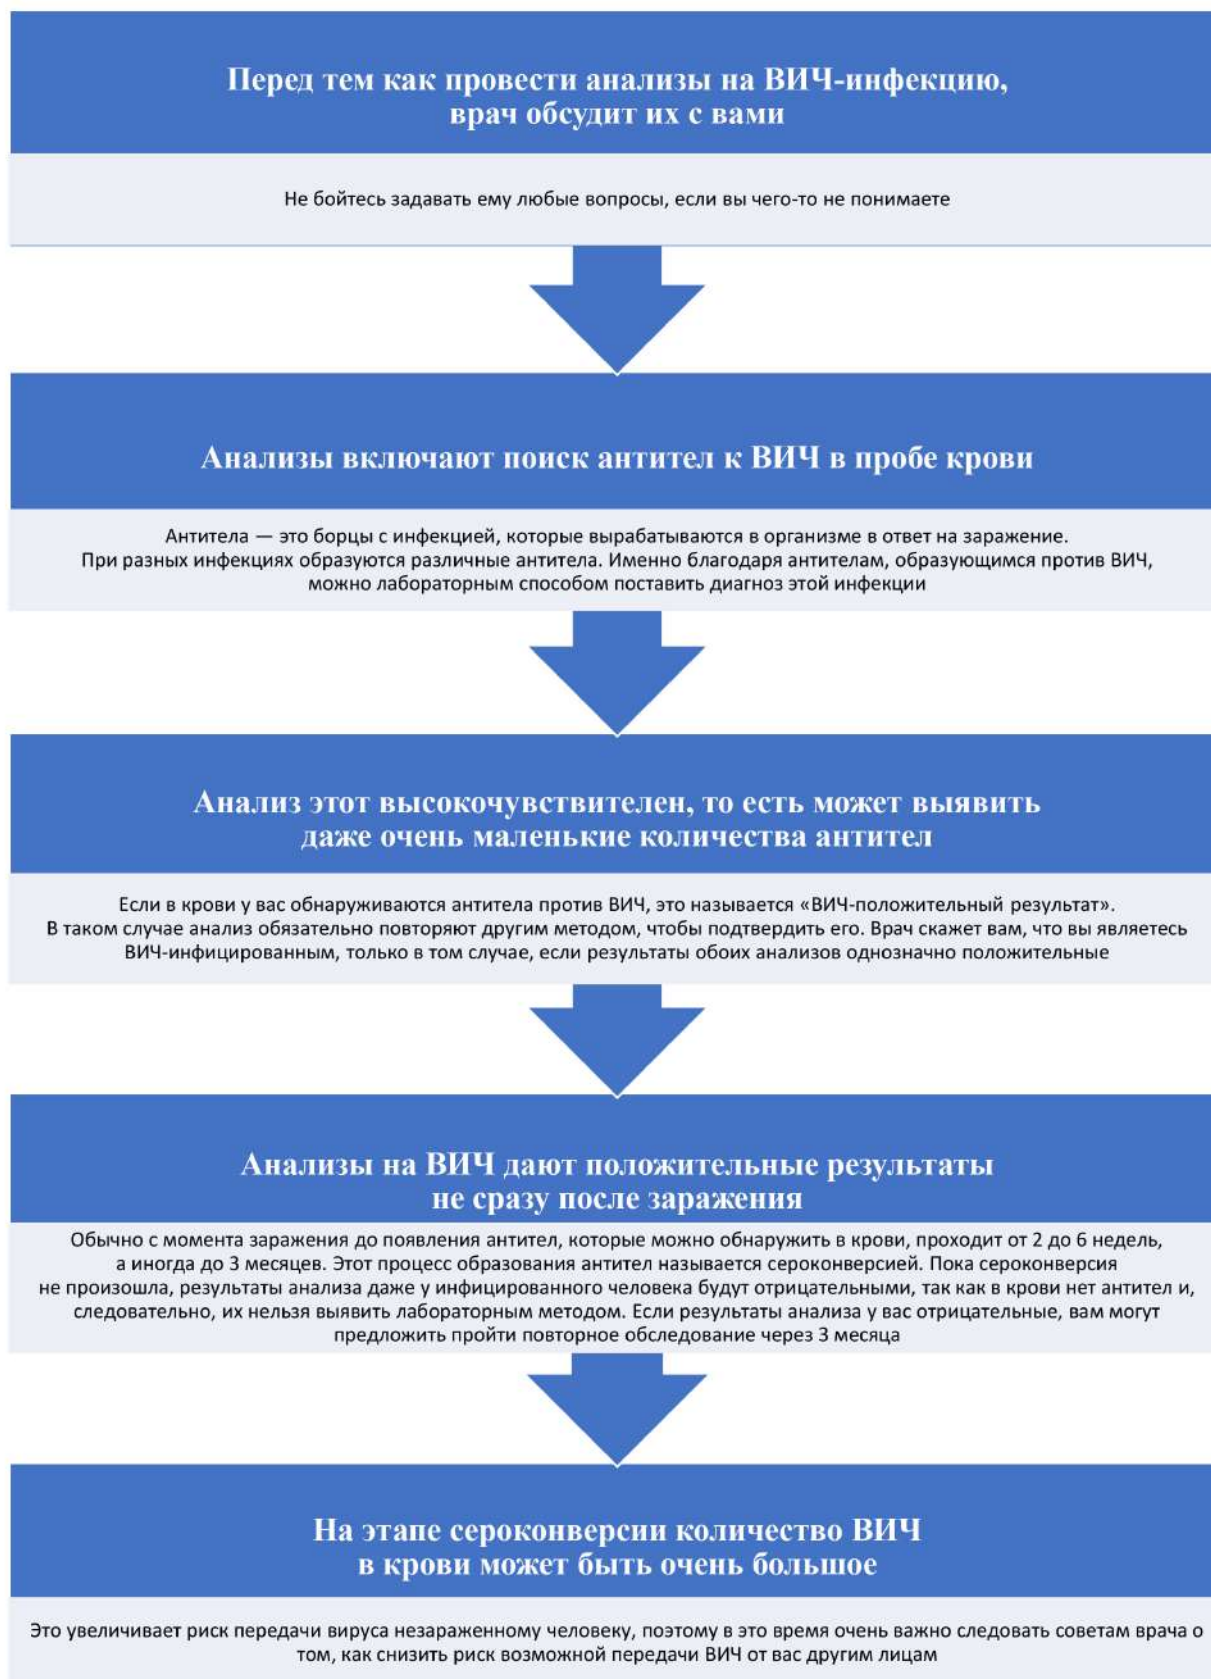 Перед тем как провести анализы на ВИЧ-инфекцию,
врач обсудит их с вами
Не бойтесь задавать ему любые вопросы, если вы чего-то не понимаете
Анализы включают поиск антител к ВИЧ в пробе крови
Антитела — это борцы с инфекцией, которые вырабатываются в организме в ответ на заражение.
При разных инфекциях образуются различные антитела. Именно благодаря антителам, образующимся против ВИЧ,
можно лабораторным способом поставить диагноз этой инфекции
Анализ этот высокочувствителен, то есть может выявить
даже очень маленькие количества антител
Если в крови у вас обнаруживаются антитела против ВИЧ, это называется «ВИЧ-положительный результат».
В таком случае анализ обязательно повторяют другим методом, чтобы подтвердить его. Врач скажет вам, что вы являетесь
ВИЧ-инфицированным, только в том случае, если результаты обоих анализов однозначно положительные
Анализы на ВИЧ дают положительные результаты
не сразу после заражения
Обычно с момента заражения до появления антител, которые можно обнаружить в крови, проходит от 2 до 6 недель,
а иногда до 3 месяцев. Этот процесс образования антител называется сероконверсией. Пока сероконверсия
не произошла, результаты анализа даже у инфицированного человека будут отрицательными, так как в крови нет антител и,
следовательно, их нельзя выявить лабораторным методом. Если результаты анализа у вас отрицательные, вам могут
предложить пройти повторное обследование через 3 месяца
На этапе сероконверсии количество ВИЧ
в крови может быть очень большое
Это увеличивает риск передачи вируса незараженному человеку, поэтому в это время очень важно следовать советам врача о
том, как снизить риск возможной передачи ВИЧ от вас другим лицам